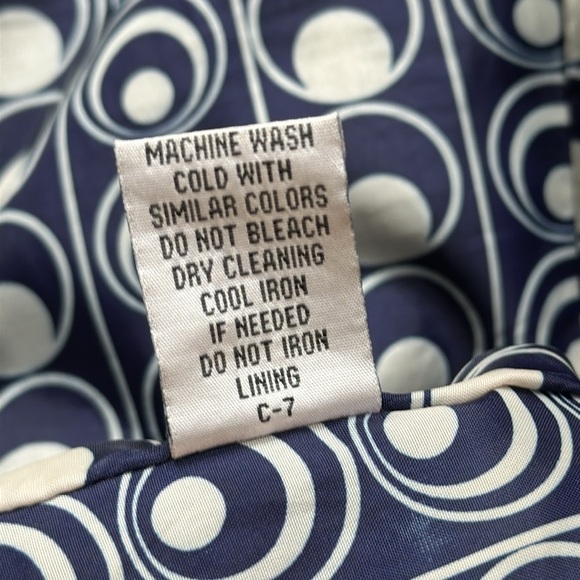 MACHINE WASH
COLD WITH
SIMILAR COLORS
DO NOT BLEACH
DRY CLEANING
COOL IRON
IF NEEDED
DO NOT IRON
LINING
C-7